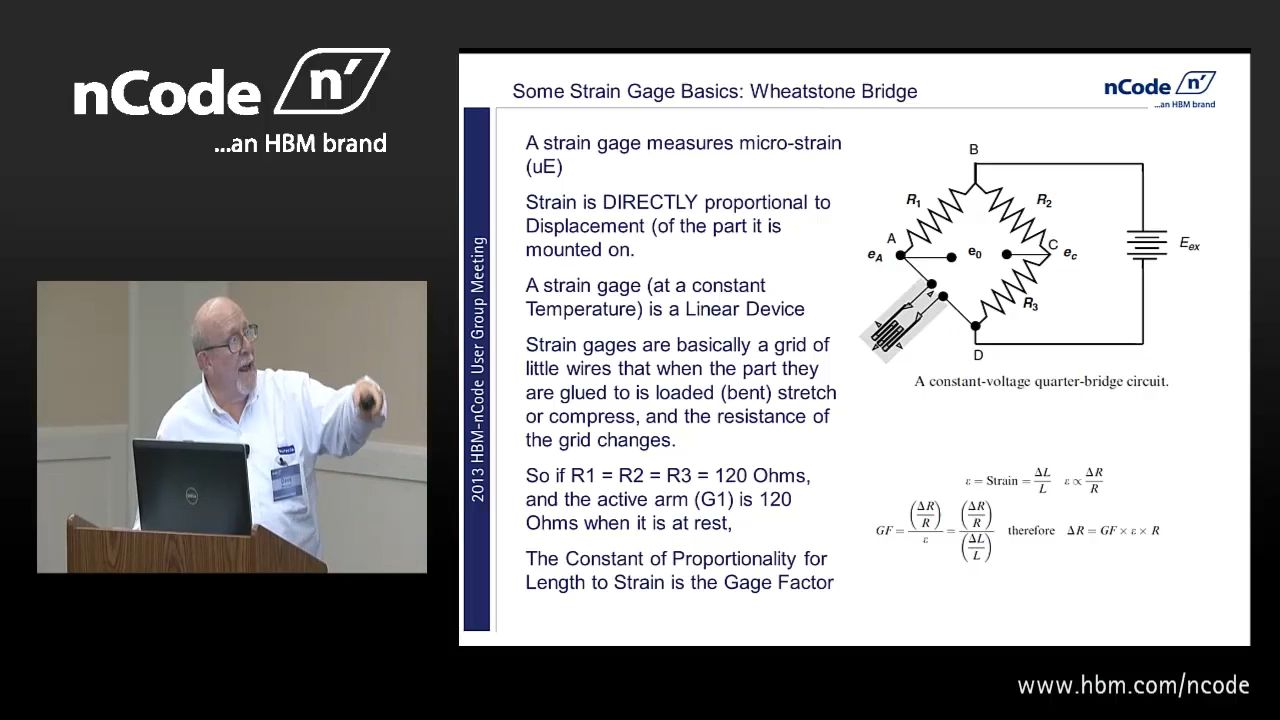 nCode n'
...an HBM brand
Some Strain Gage Basics: Wheatstone Bridge
nCode n'
...an HBM brand
2013 HBM-nCode User Group Meeting
A strain gage measures micro-strain
(uE)
Strain is DIRECTLY proportional to
Displacement (of the part it is
mounted on.
A strain gage (at a constant
Temperature) is a Linear Device
Strain gages are basically a grid of
little wires that when the part they
are glued to is loaded (bent) stretch
or compress, and the resistance of
the grid changes.
So if R1 = R2 = R3 = 120 Ohms,
and the active arm (G1) is 120
Ohms when it is at rest,
The Constant of Proportionality for
Length to Strain is the Gage Factor
B
R1
R2
A
C
eA
e0
ec
Eex
R3
D
A constant-voltage quarter-bridge circuit.
ε = Strain = ΔL/L ε ∝ ΔR/R
GF = (ΔR/R)/ε = (ΔR/R)/(ΔL/L) therefore ΔR = GF × ε × R
DELL
www.hbm.com/ncode